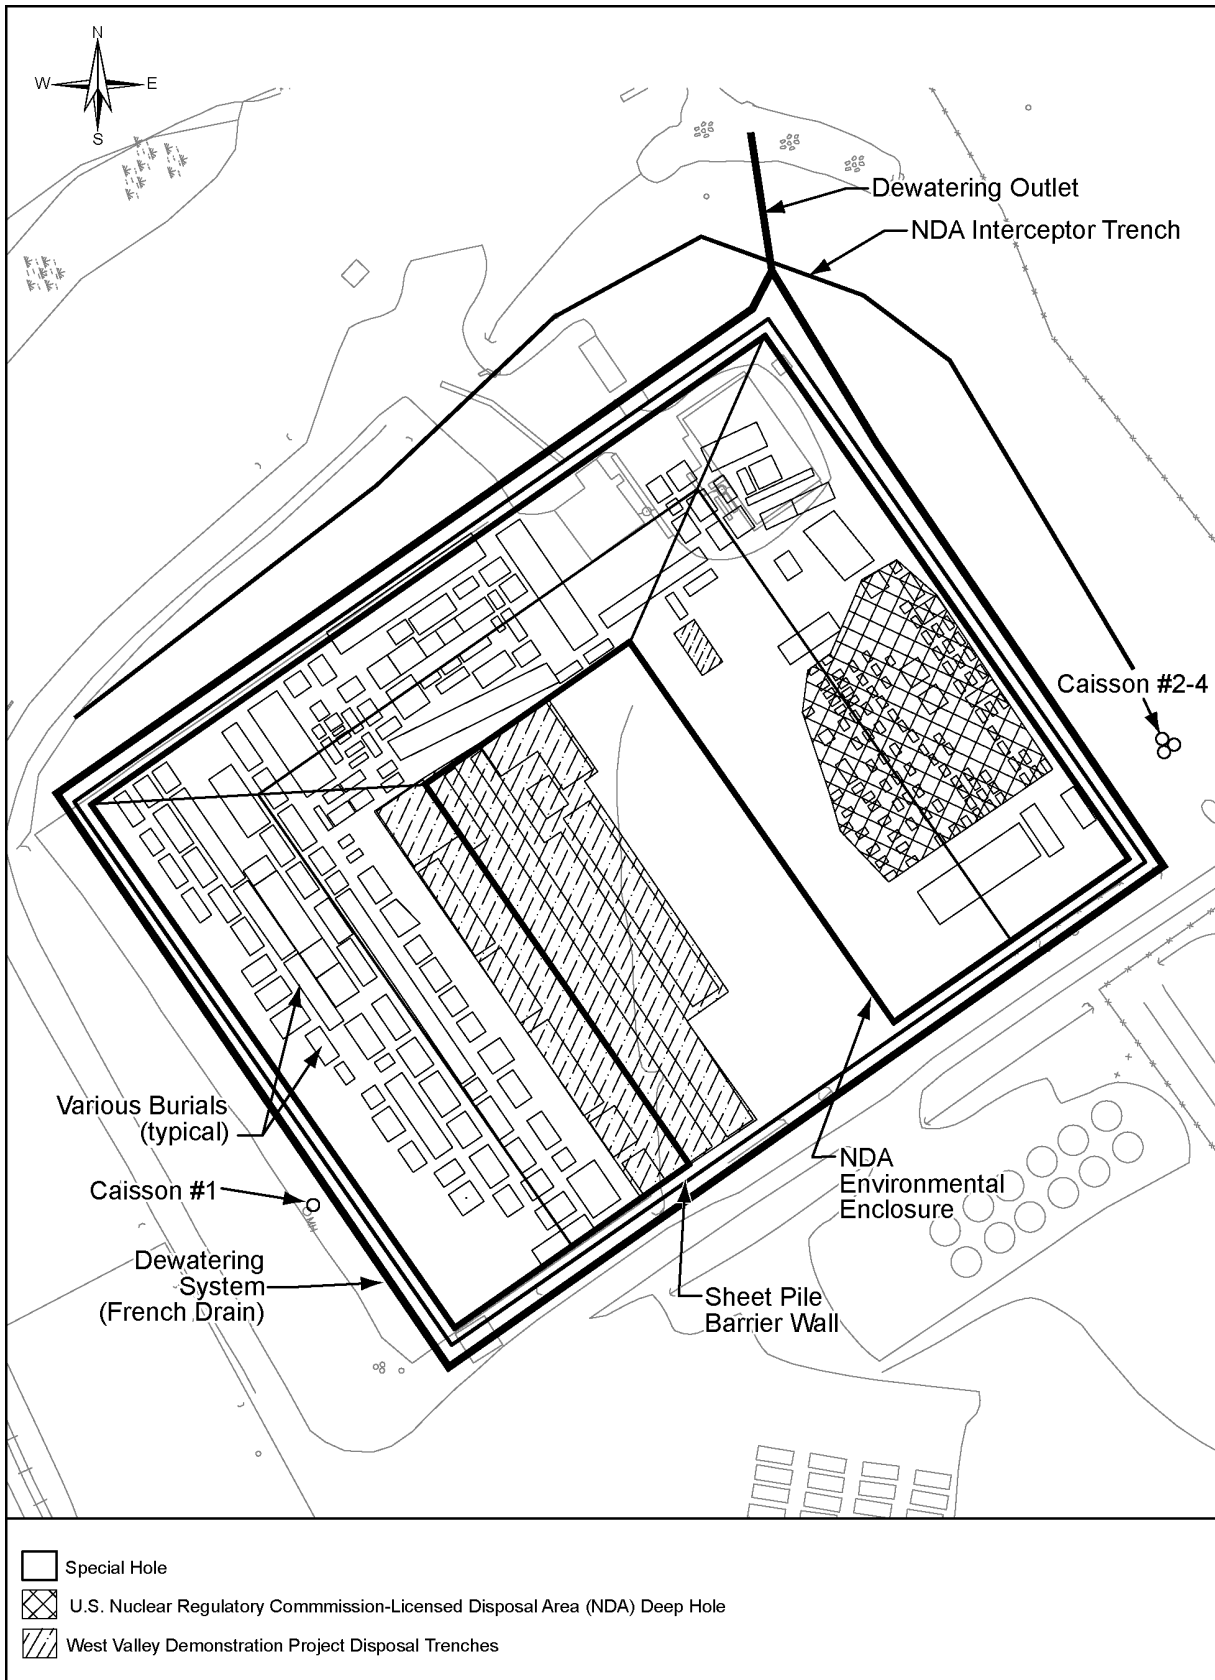 N
W E
S
Dewatering Outlet
NDA Interceptor Trench
Caisson #2-4
Various Burials
(typical)
Caisson #1
MH
Dewatering
System
(French Drain)
NDA
Environmental
Enclosure
Sheet Pile
Barrier Wall
Special Hole
U.S. Nuclear Regulatory Commmission-Licensed Disposal Area (NDA) Deep Hole
West Valley Demonstration Project Disposal Trenches